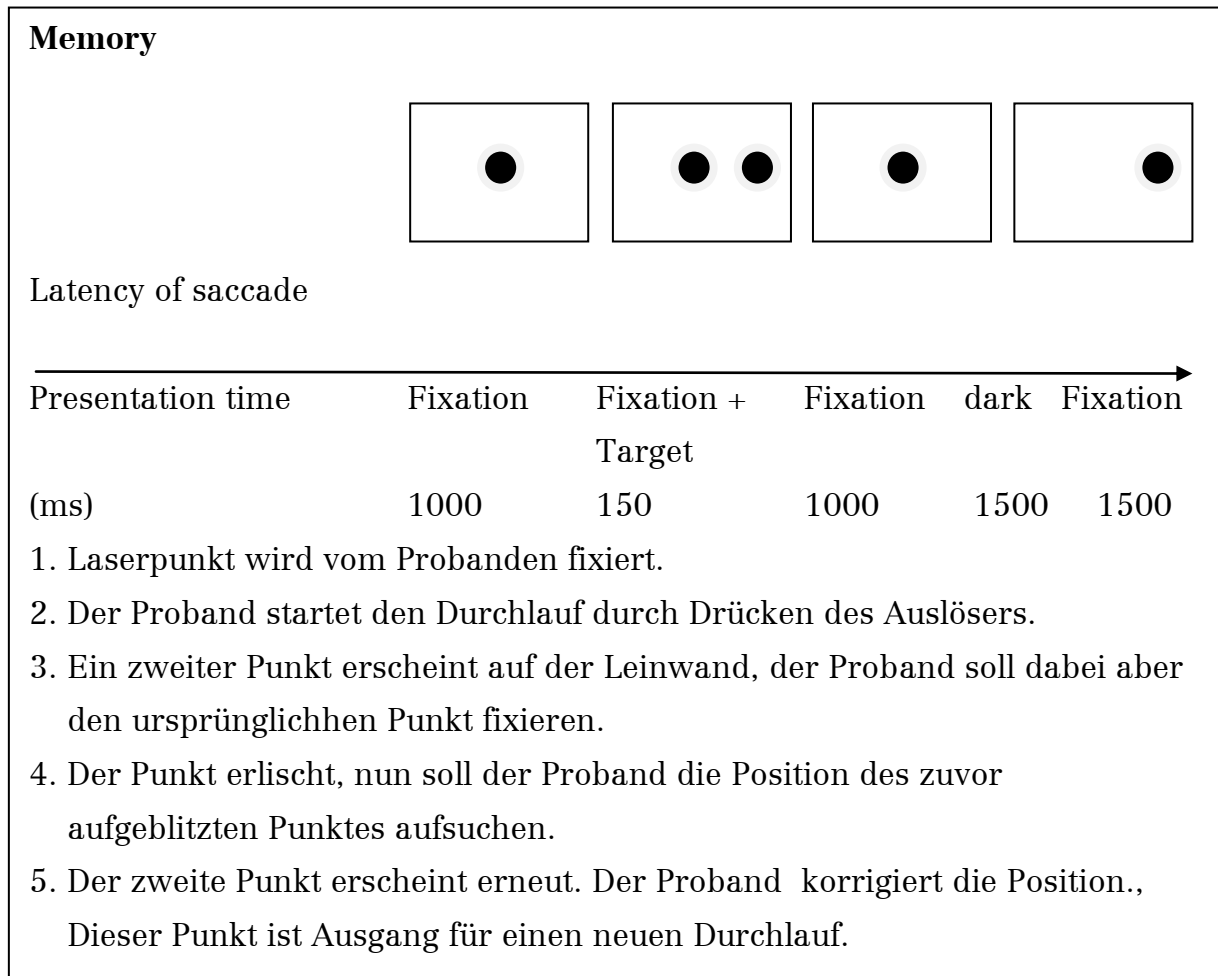 Memory
Latency of saccade
Presentation time Fixation Fixation + Fixation dark Fixation
Target
(ms) 1000 150 1000 1500 1500
1. Laserpunkt wird vom Probanden fixiert.
2. Der Proband startet den Durchlauf durch Drücken des Auslösers.
3. Ein zweiter Punkt erscheint auf der Leinwand, der Proband soll dabei aber
den ursprünglichhen Punkt fixieren.
4. Der Punkt erlischt, nun soll der Proband die Position des zuvor
aufgeblitzten Punktes aufsuchen.
5. Der zweite Punkt erscheint erneut. Der Proband  korrigiert die Position.,
Dieser Punkt ist Ausgang für einen neuen Durchlauf.